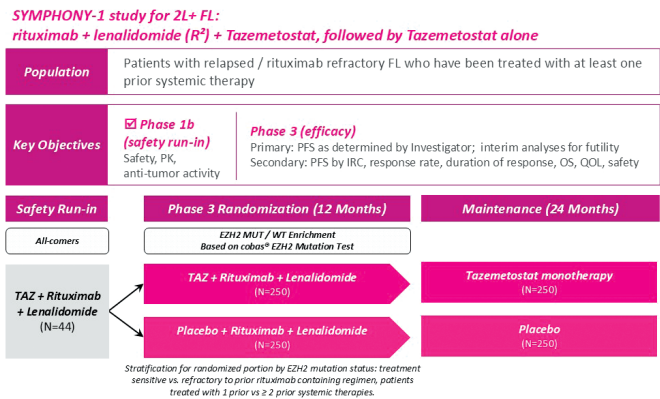 SYMPHONY-1 study for 2L+ FL:
rituximab + lenalidomide (R²) + Tazemetostat, followed by Tazemetostat alone
Population
Patients with relapsed / rituximab refractory FL who have been treated with at least one
prior systemic therapy
Key Objectives
☑ Phase 1b
(safety run-in)
Safety, PK,
anti-tumor activity
Phase 3 (efficacy)
Primary: PFS as determined by Investigator; interim analyses for futility
Secondary: PFS by IRC, response rate, duration of response, OS, QOL, safety
Safety Run-in
Phase 3 Randomization (12 Months)
Maintenance (24 Months)
All-comers
EZH2 MUT / WT Enrichment
Based on cobas® EZH2 Mutation Test
TAZ + Rituximab
+ Lenalidomide
(N=44)
TAZ + Rituximab + Lenalidomide
(N=250)
Tazemetostat monotherapy
(N=250)
Placebo + Rituximab + Lenalidomide
(N=250)
Placebo
(N=250)
Stratification for randomized portion by EZH2 mutation status: treatment
sensitive vs. refractory to prior rituximab containing regimen, patients
treated with 1 prior vs ≥ 2 prior systemic therapies.